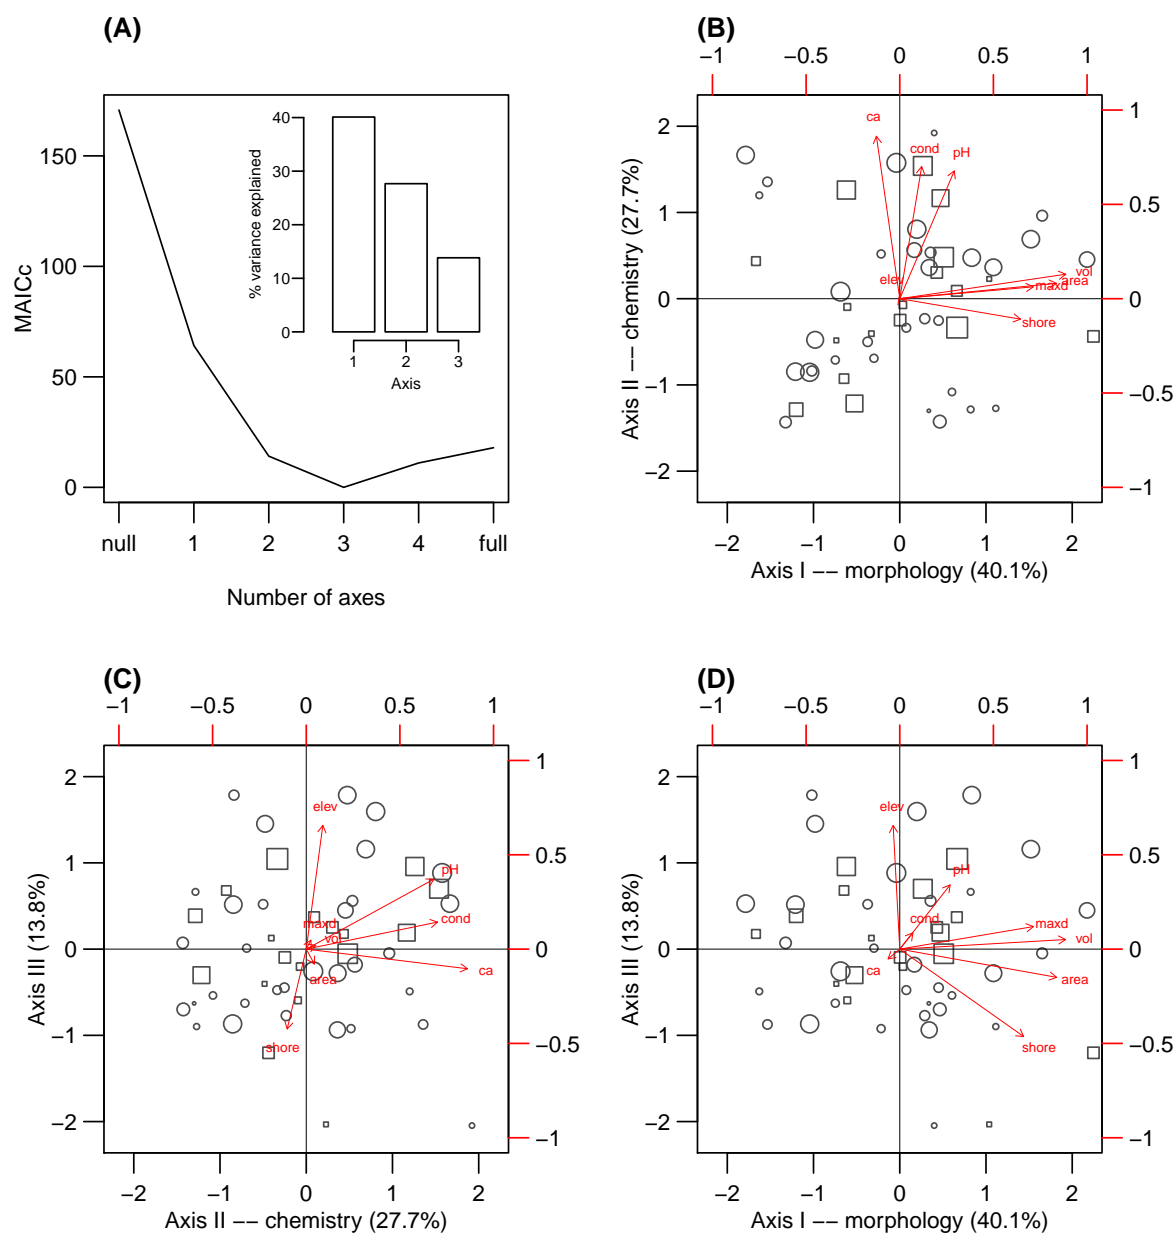 (A)
MAICc
150
100
50
0
null 1 2 3 4 full
Number of axes
% variance explained
40
30
20
10
0
1 2 3
Axis
(B)
−1 −0.5 0 0.5 1
Axis II −− chemistry (27.7%)
2
1
0
−1
−2
ca
cond
pH
elev
vol
area
maxd
shore
1
0.5
0
−0.5
−1
−2 −1 0 1 2
Axis I −− morphology (40.1%)
(C)
−1 −0.5 0 0.5 1
Axis III (13.8%)
2
1
0
−1
−2
elev
pH
cond
maxd
vol
ca
area
shore
1
0.5
0
−0.5
−1
−2 −1 0 1 2
Axis II −− chemistry (27.7%)
(D)
−1 −0.5 0 0.5 1
Axis III (13.8%)
2
1
0
−1
−2
elev
pH
cond
maxd
vol
ca
area
shore
1
0.5
0
−0.5
−1
−2 −1 0 1 2
Axis I −− morphology (40.1%)